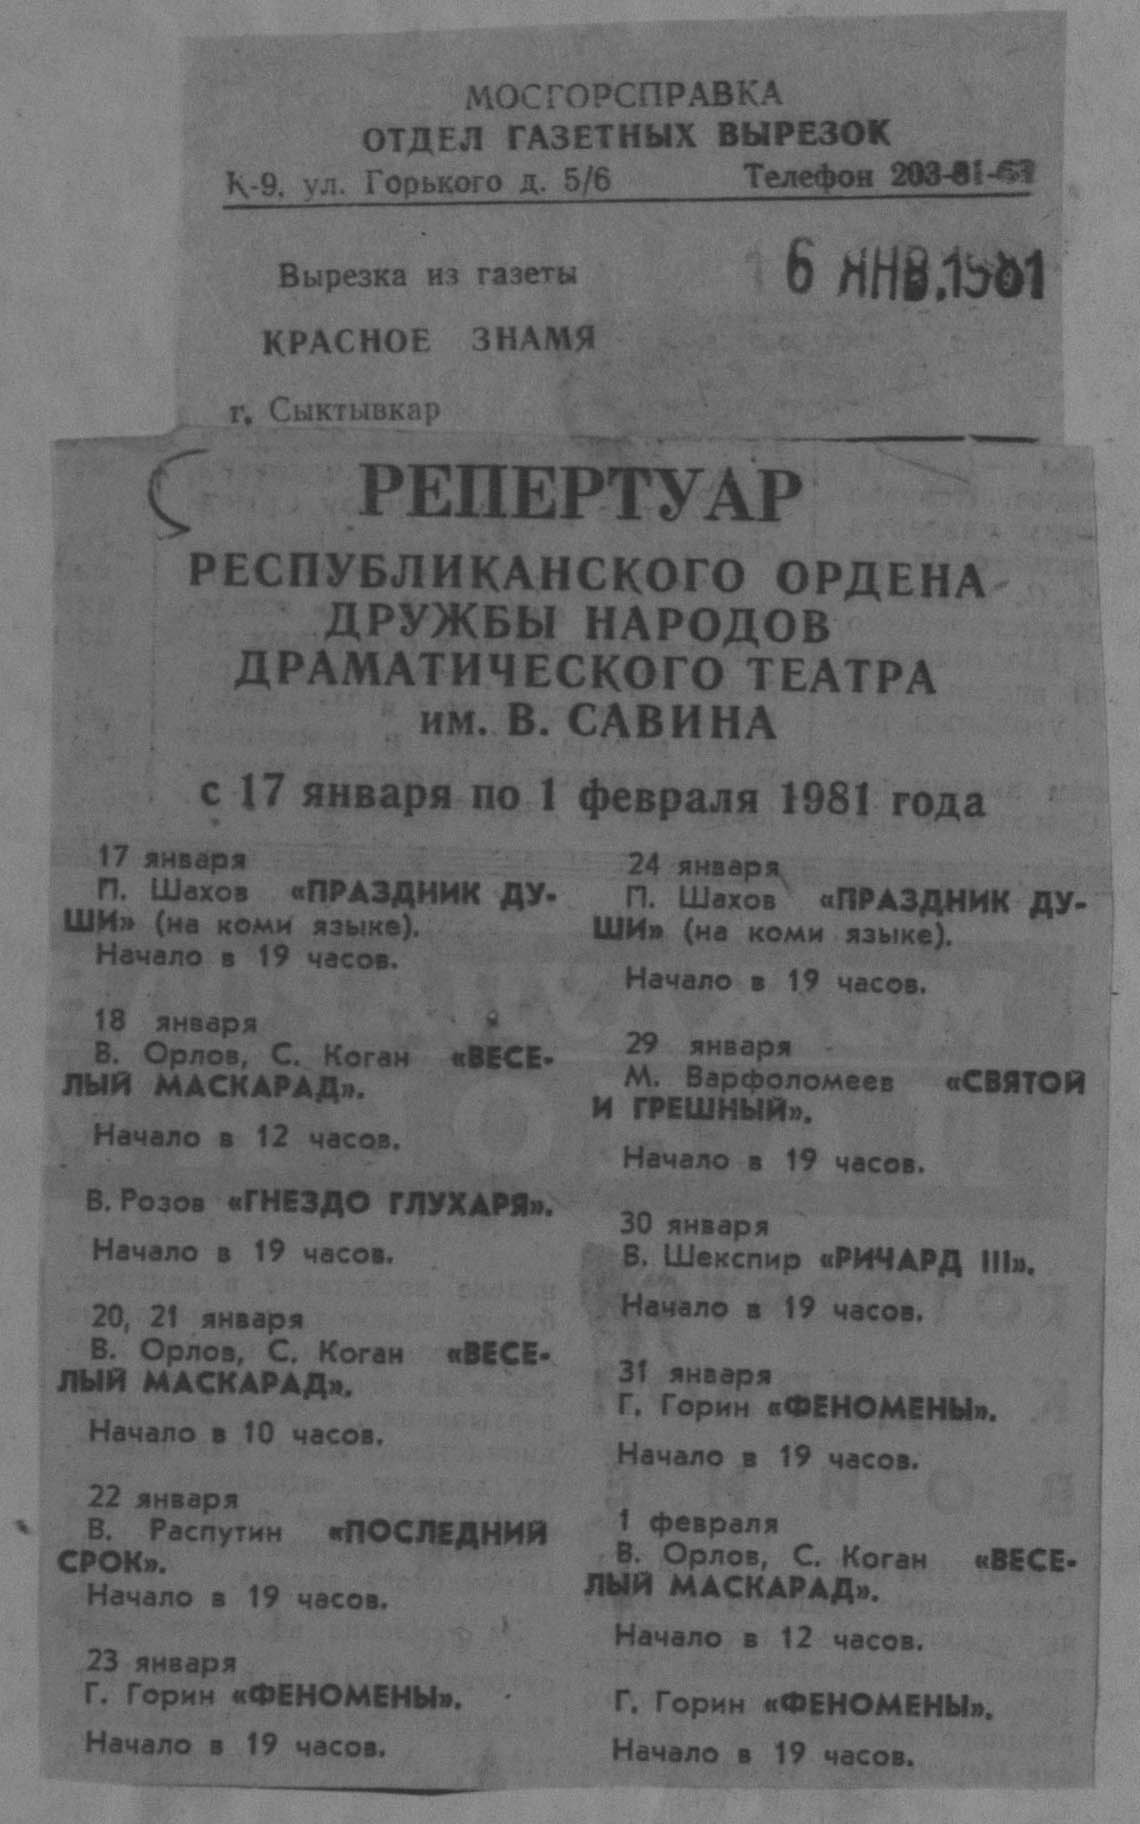 МОСГОРСПРАВКА
ОТДЕЛ ГАЗЕТНЫХ ВЫРЕЗОК
К-9. ул. Горького д. 5/6 Телефон 203-81-
Вырезка из газеты
6 ЯНВ.1981
КРАСНОЕ ЗНАМЯ
г. Сыктывкар
РЕПЕРТУАР
РЕСПУБЛИКАНСКОГО ОРДЕНА
ДРУЖБЫ НАРОДОВ
ДРАМАТИЧЕСКОГО ТЕАТРА
им. В. САВИНА
с 17 января по 1 февраля 1981 года
17 января
П. Шахов «ПРАЗДНИК ДУ-
ШИ» (на коми языке).
Начало в 19 часов.
18 января
В. Орлов, С. Коган «ВЕСЕ-
ЛЫЙ МАСКАРАД».
Начало в 12 часов.
В. Розов «ГНЕЗДО ГЛУХАРЯ».
Начало в 19 часов.
20, 21 января
В. Орлов, С. Коган «ВЕСЕ-
ЛЫЙ МАСКАРАД».
Начало в 10 часов.
22 января
В. Распутин «ПОСЛЕДНИЙ
СРОК».
Начало в 19 часов.
23 января
Г. Горин «ФЕНОМЕНЫ».
Начало в 19 часов.
24 января
П. Шахов «ПРАЗДНИК ДУ-
ШИ» (на коми языке).
Начало в 19 часов.
29 января
М. Варфоломеев «СВЯТОЙ
И ГРЕШНЫЙ».
Начало в 19 часов.
30 января
В. Шекспир «РИЧАРД III».
Начало в 19 часов.
31 января
Г. Горин «ФЕНОМЕНЫ».
Начало в 19 часов.
1 февраля
В. Орлов, С. Коган «ВЕСЕ-
ЛЫЙ МАСКАРАД».
Начало в 12 часов.
Г. Горин «ФЕНОМЕНЫ».
Начало в 19 часов.